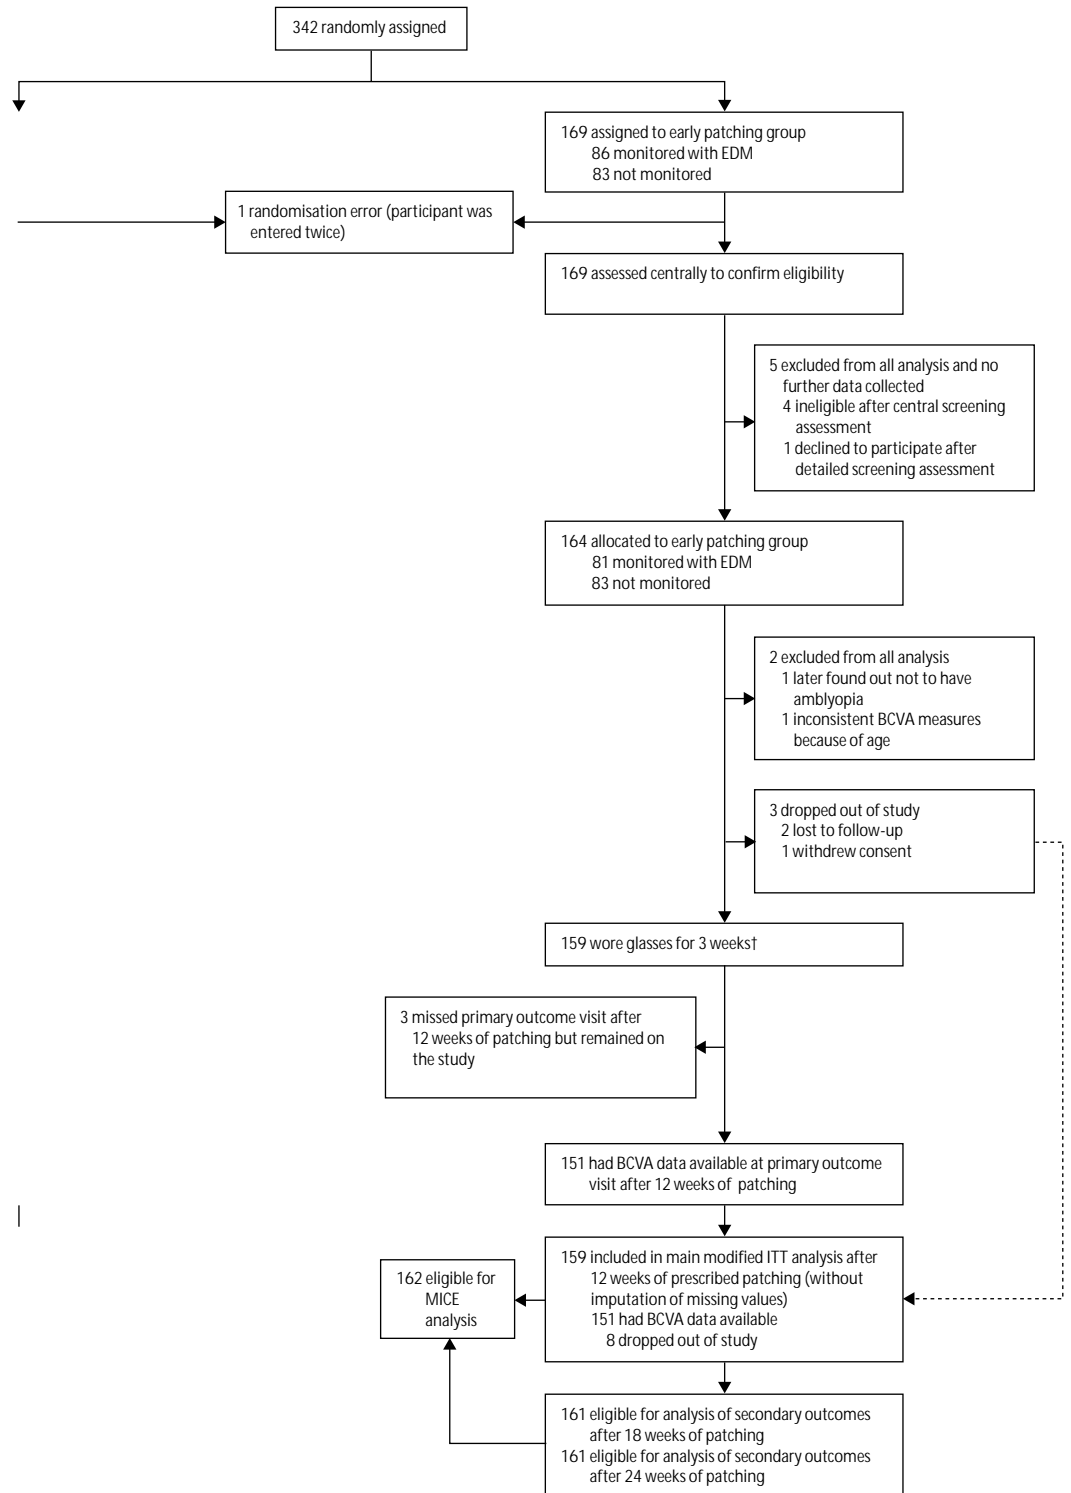 342 randomly assigned
169 assigned to early patching group
86 monitored with EDM
83 not monitored
1 randomisation error (participant was
entered twice)
169 assessed centrally to confirm eligibility
5 excluded from all analysis and no
further data collected
4 ineligible after central screening
assessment
1 declined to participate after
detailed screening assessment
164 allocated to early patching group
81 monitored with EDM
83 not monitored
2 excluded from all analysis
1 later found out not to have
amblyopia
1 inconsistent BCVA measures
because of age
3 dropped out of study
2 lost to follow-up
1 withdrew consent
159 wore glasses for 3 weeks†
3 missed primary outcome visit after
12 weeks of patching but remained on
the study
151 had BCVA data available at primary outcome
visit after 12 weeks of patching
159 included in main modified ITT analysis after
12 weeks of prescribed patching (without
imputation of missing values)
151 had BCVA data available
8 dropped out of study
162 eligible for
MICE
analysis
161 eligible for analysis of secondary outcomes
after 18 weeks of patching
161 eligible for analysis of secondary outcomes
after 24 weeks of patching